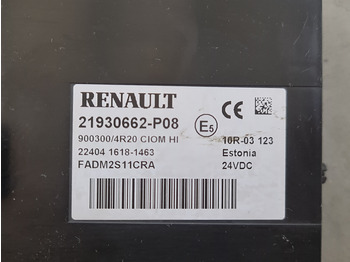 RENAULT
CE
21930662-P08
E5
900300/4R20 CIOM HI
10R-03 123
22404 1618-1463
Estonia
FADM2S11CRA
24VDC